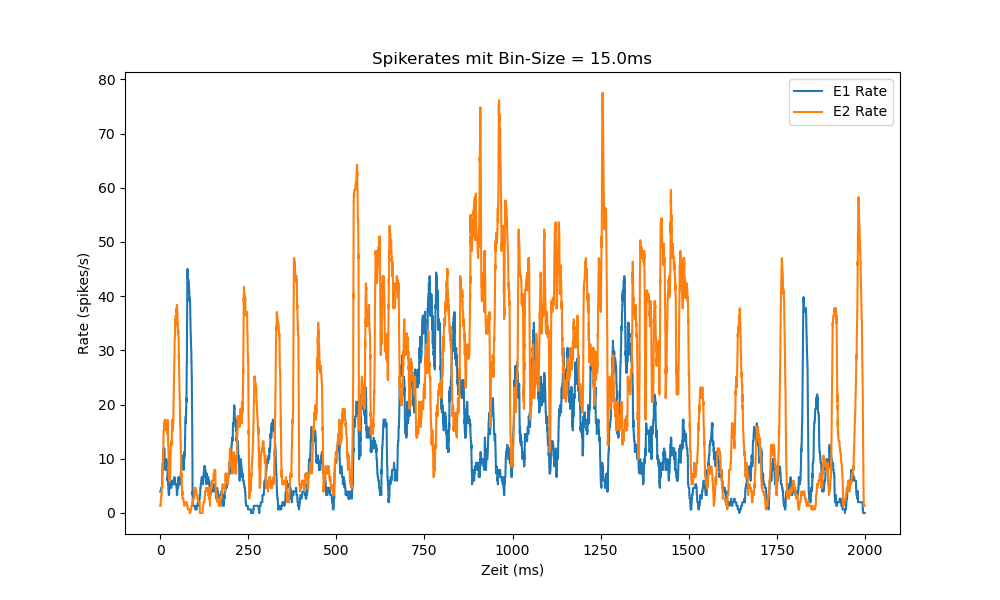 Spikerates mit Bin-Size = 15.0ms
E1 Rate
E2 Rate
Rate (spikes/s)
80
70
60
50
40
30
20
10
0
0 250 500 750 1000 1250 1500 1750 2000
Zeit (ms)